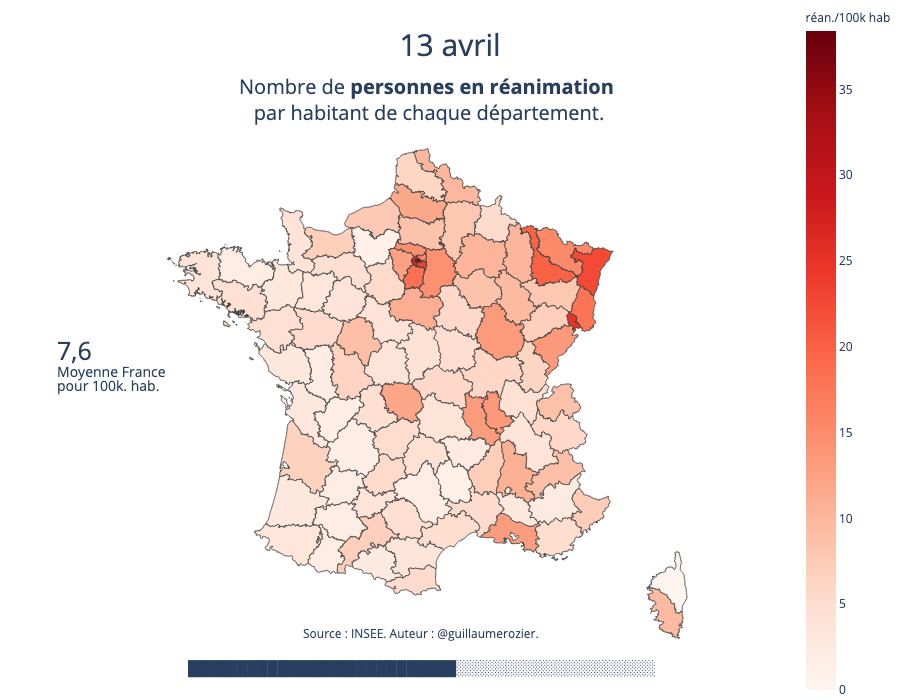 réan./100k hab
13 avril
Nombre de personnes en réanimation
par habitant de chaque département.
35
30
25
20
15
10
5
0
7,6
Moyenne France
pour 100k. hab.
Source : INSEE. Auteur : @guillaumerozier.